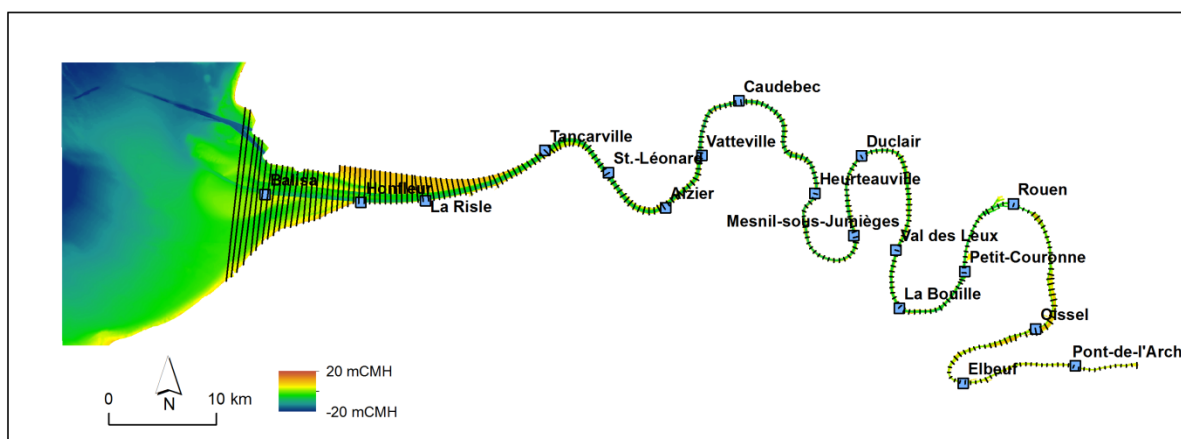 Caudebec
Tancarville
Vatteville
Duclair
St.-Léonard
Balisa
Honfleur
Heurteauville
Rouen
La Risle
Aizier
Mesnil-sous-Jumièges
Val des Leux
Petit-Couronne
La Bouille
Oissel
Pont-de-l'Arch
Elbeuf
20 mCMH
-20 mCMH
0 10 km
N